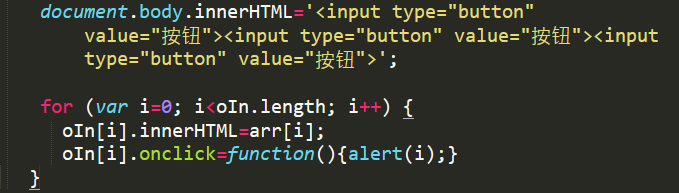 document.body.innerHTML='<input type="button"
value="按钮"><input type="button" value="按钮"><input
type="button" value="按钮">';
for (var i=0; i<oIn.length; i++) {
oIn[i].innerHTML=arr[i];
oIn[i].onclick=function(){alert(i);}
}